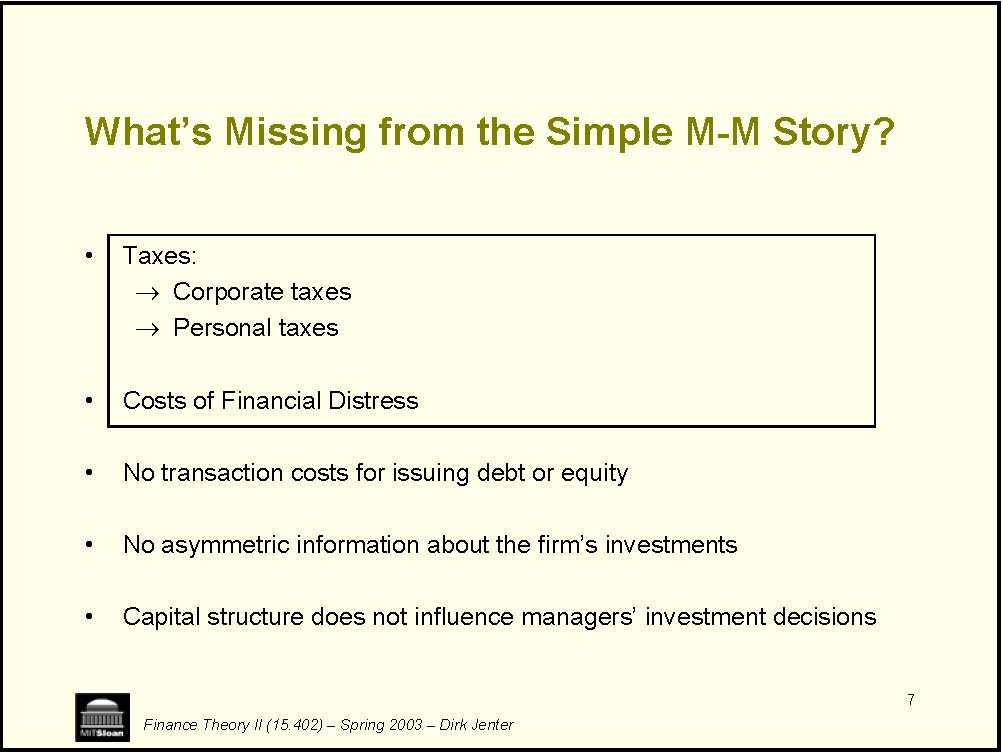 What's Missing from the Simple M-M Story?
• Taxes:
→ Corporate taxes
→ Personal taxes
• Costs of Financial Distress
• No transaction costs for issuing debt or equity
• No asymmetric information about the firm's investments
• Capital structure does not influence managers' investment decisions
7
MITSloan
Finance Theory II (15.402) – Spring 2003 – Dirk Jenter